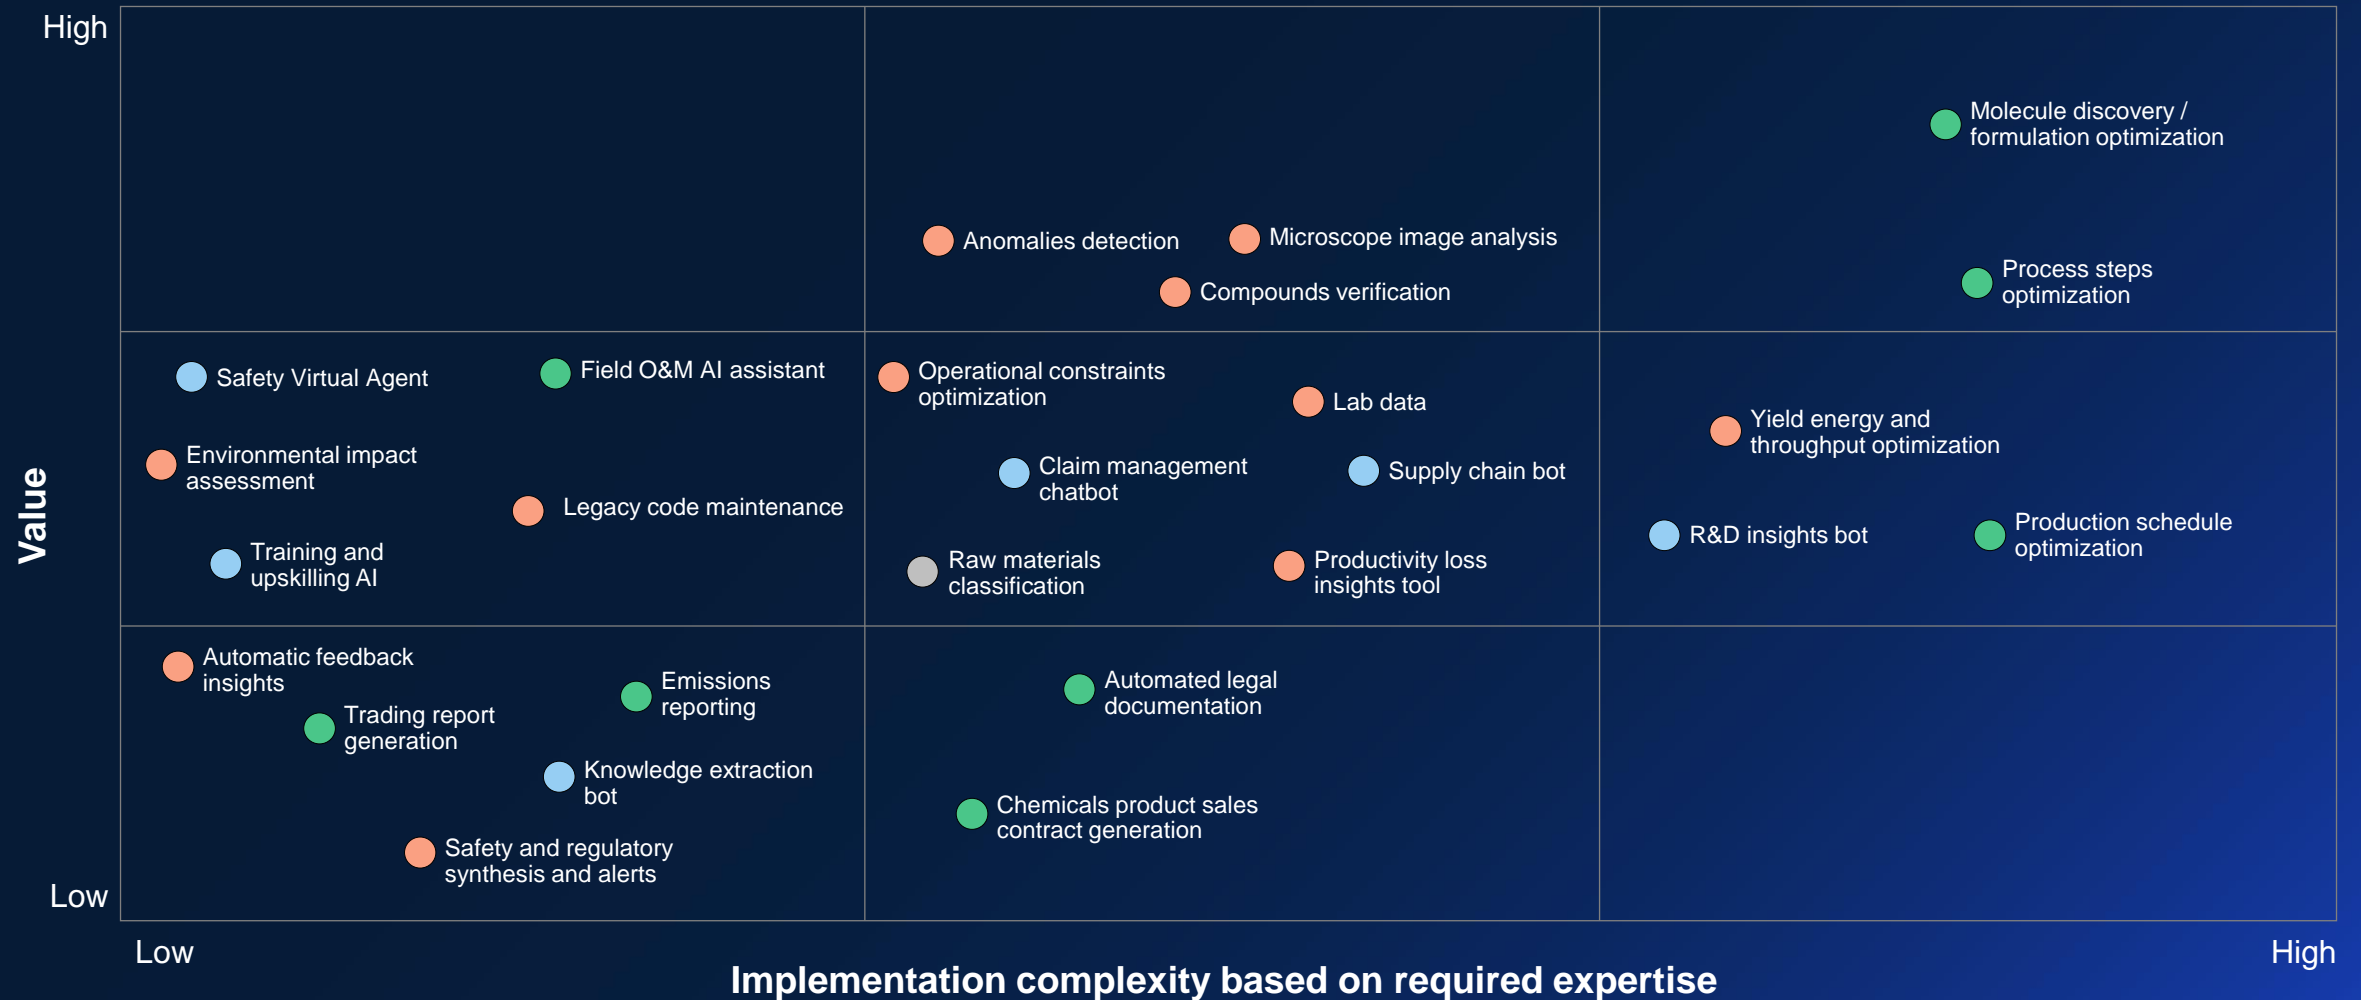 High
Molecule discovery /
formulation optimization
Anomalies detection
Microscope image analysis
Compounds verification
Process steps
optimization
Safety Virtual Agent
Field O&M AI assistant
Operational constraints
optimization
Lab data
Yield energy and
throughput optimization
Environmental impact
assessment
Legacy code maintenance
Claim management
chatbot
Supply chain bot
Value
Training and
upskilling AI
Raw materials
classification
Productivity loss
insights tool
R&D insights bot
Production schedule
optimization
Automatic feedback
insights
Trading report
generation
Emissions
reporting
Knowledge extraction
bot
Safety and regulatory
synthesis and alerts
Automated legal
documentation
Chemicals product sales
contract generation
Low
Low
High
Implementation complexity based on required expertise